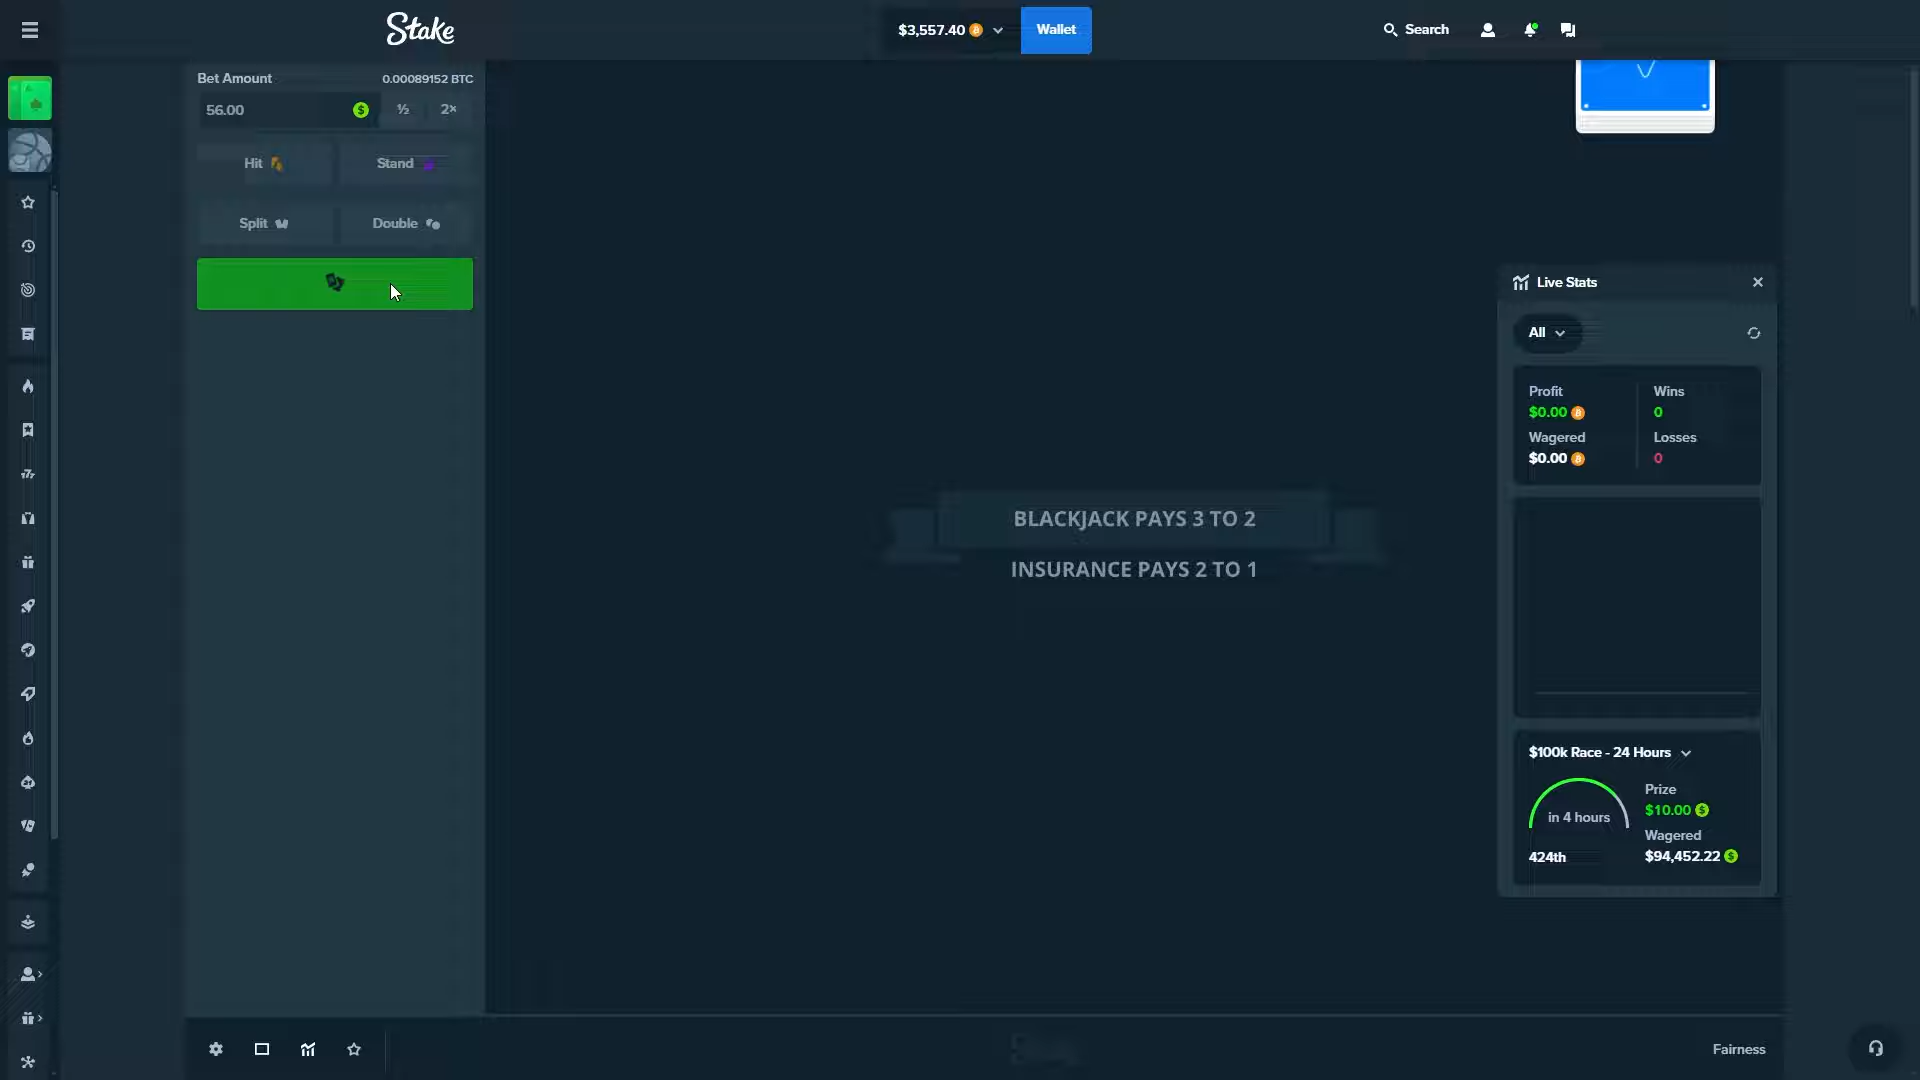 Stake
$3,557.40
Wallet
Search
Bet Amount
0.00089152 BTC
56.00
½
2×
Hit
Stand
Split
Double
BLACKJACK PAYS 3 TO 2
INSURANCE PAYS 2 TO 1
Live Stats
All
Profit
Wins
$0.00
0
Wagered
Losses
$0.00
0
$100k Race - 24 Hours
Prize
$10.00
in 4 hours
Wagered
424th
$94,452.22
Fairness